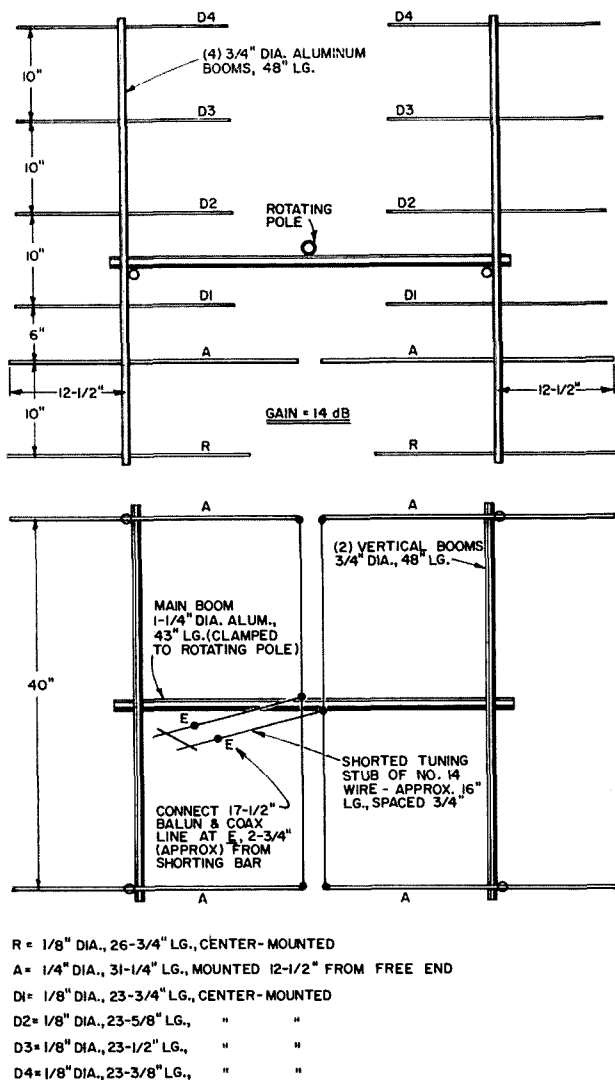 D4
D4
(4) 3/4" DIA. ALUMINUM
BOOMS, 48" LG.
10"
D3
D3
10"
D2
D2
ROTATING
POLE
10"
D1
D1
6"
A
A
12-1/2"
12-1/2"
10"
GAIN = 14 dB
R
R
A
A
(2) VERTICAL BOOMS
3/4" DIA., 48" LG.
MAIN BOOM
1-1/4" DIA. ALUM.,
43" LG.(CLAMPED
TO ROTATING POLE)
40"
E
E
SHORTED TUNING
STUB OF NO. 14
WIRE - APPROX. 16"
LG., SPACED 3/4"
CONNECT 17-1/2"
BALUN & COAX
LINE AT E, 2-3/4"
(APPROX) FROM
SHORTING BAR
A
A
R = 1/8" DIA., 26-3/4" LG., CENTER-MOUNTED
A = 1/4" DIA., 31-1/4" LG., MOUNTED 12-1/2" FROM FREE END
D1= 1/8" DIA., 23-3/4" LG., CENTER-MOUNTED
D2= 1/8" DIA., 23-5/8" LG., " "
D3= 1/8" DIA., 23-1/2" LG., " "
D4= 1/8" DIA., 23-3/8" LG., " "